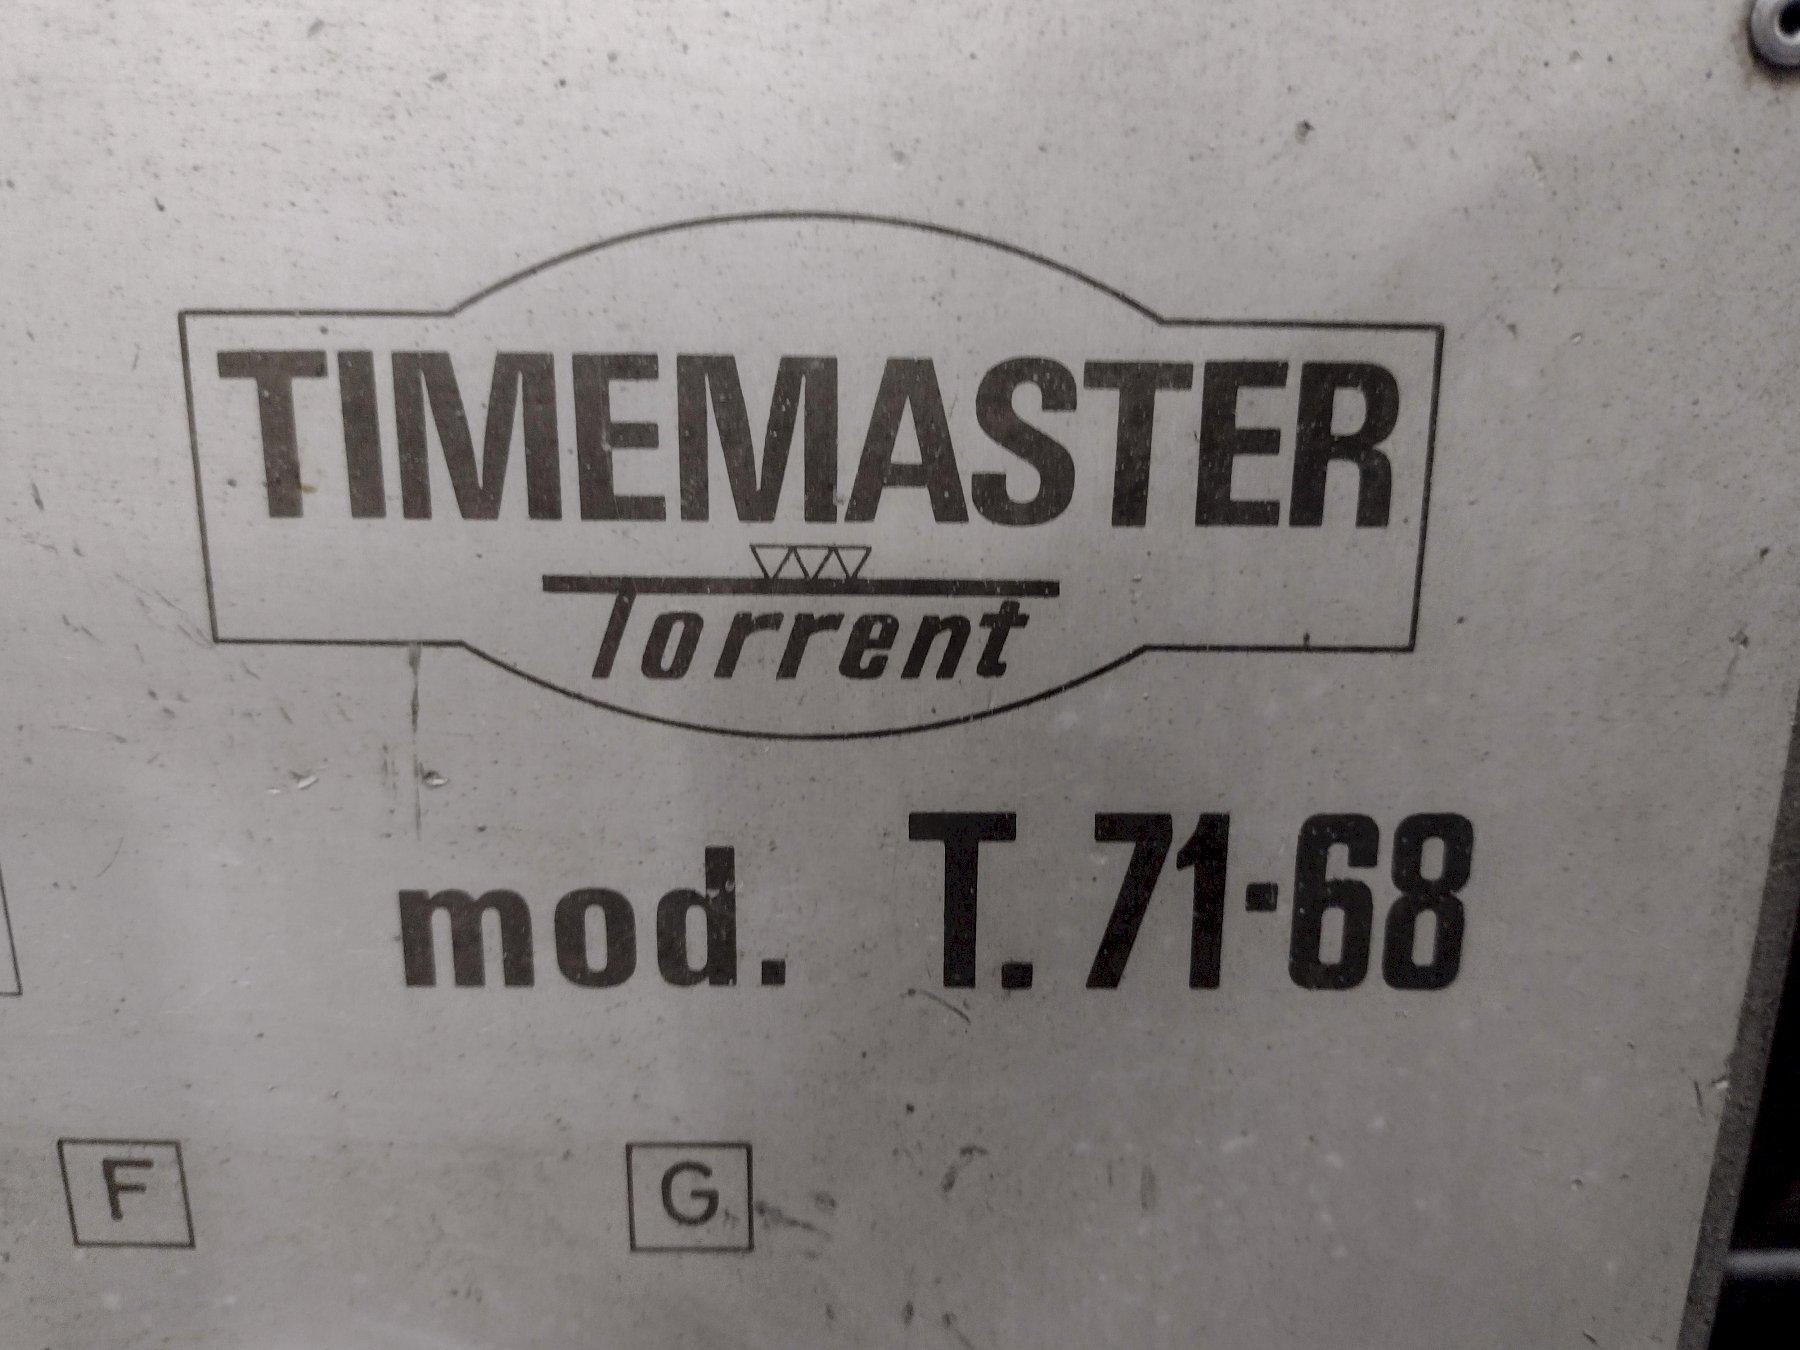 TIMEMASTER
Torrent
mod. T. 71-68
F G